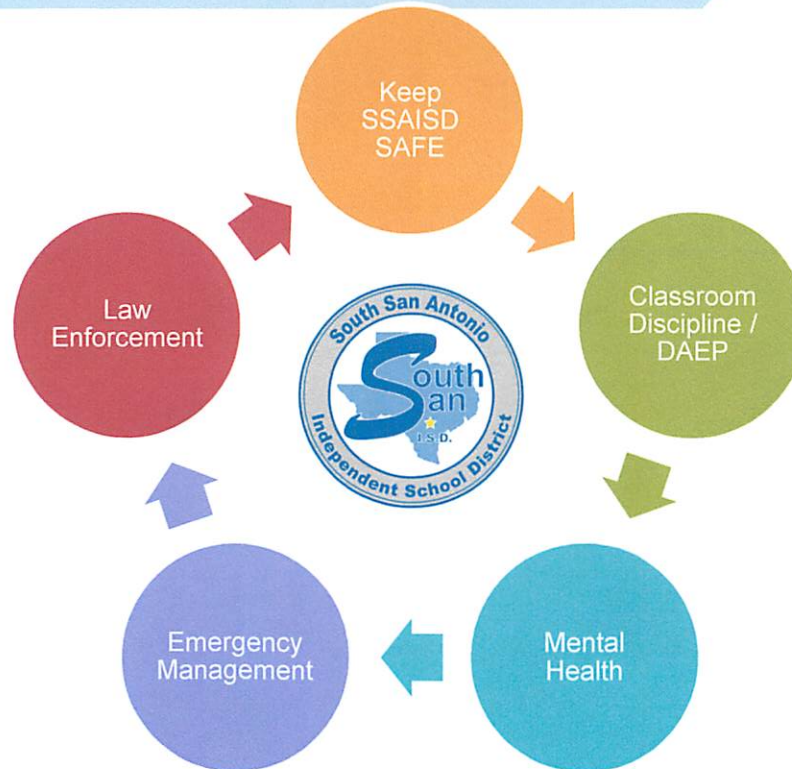 Keep
SSAISD
SAFE
Classroom
Discipline /
DAEP
Mental
Health
Emergency
Management
Law
Enforcement
South San Antonio
South
San
I.S.D.
Independent School District